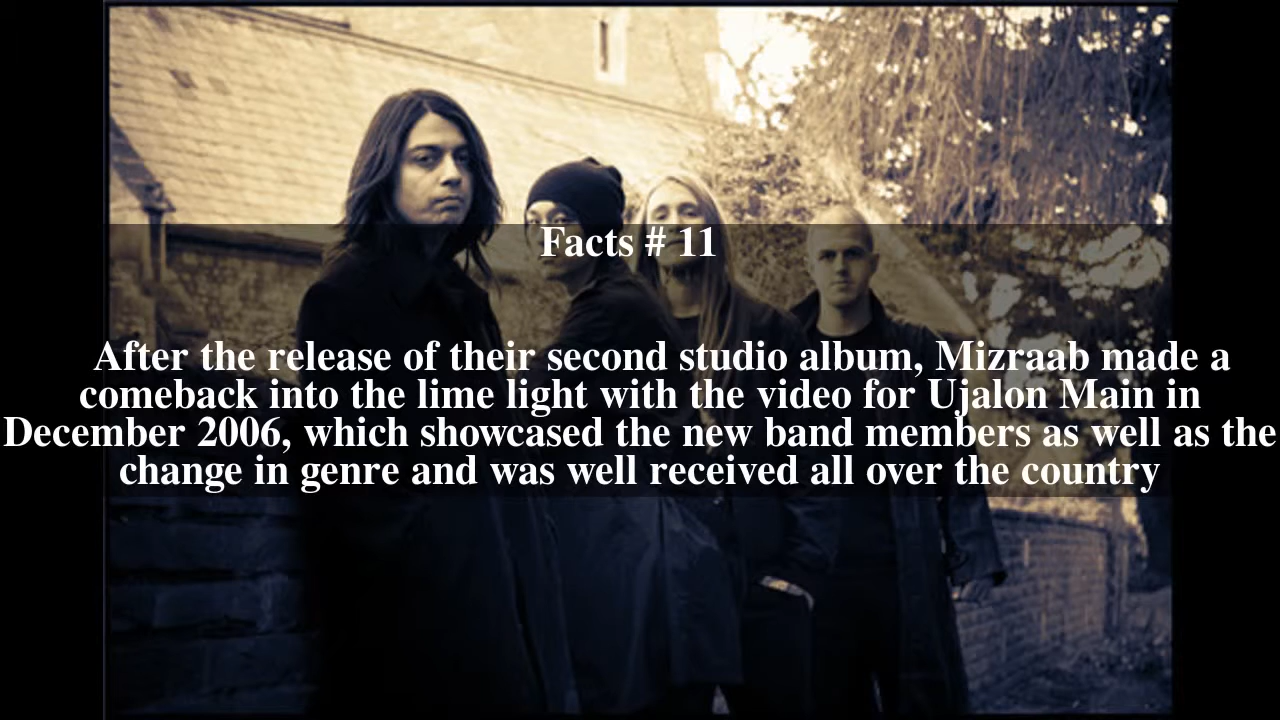 Facts # 11
After the release of their second studio album, Mizraab made a
comeback into the lime light with the video for Ujalon Main in
December 2006, which showcased the new band members as well as the
change in genre and was well received all over the country